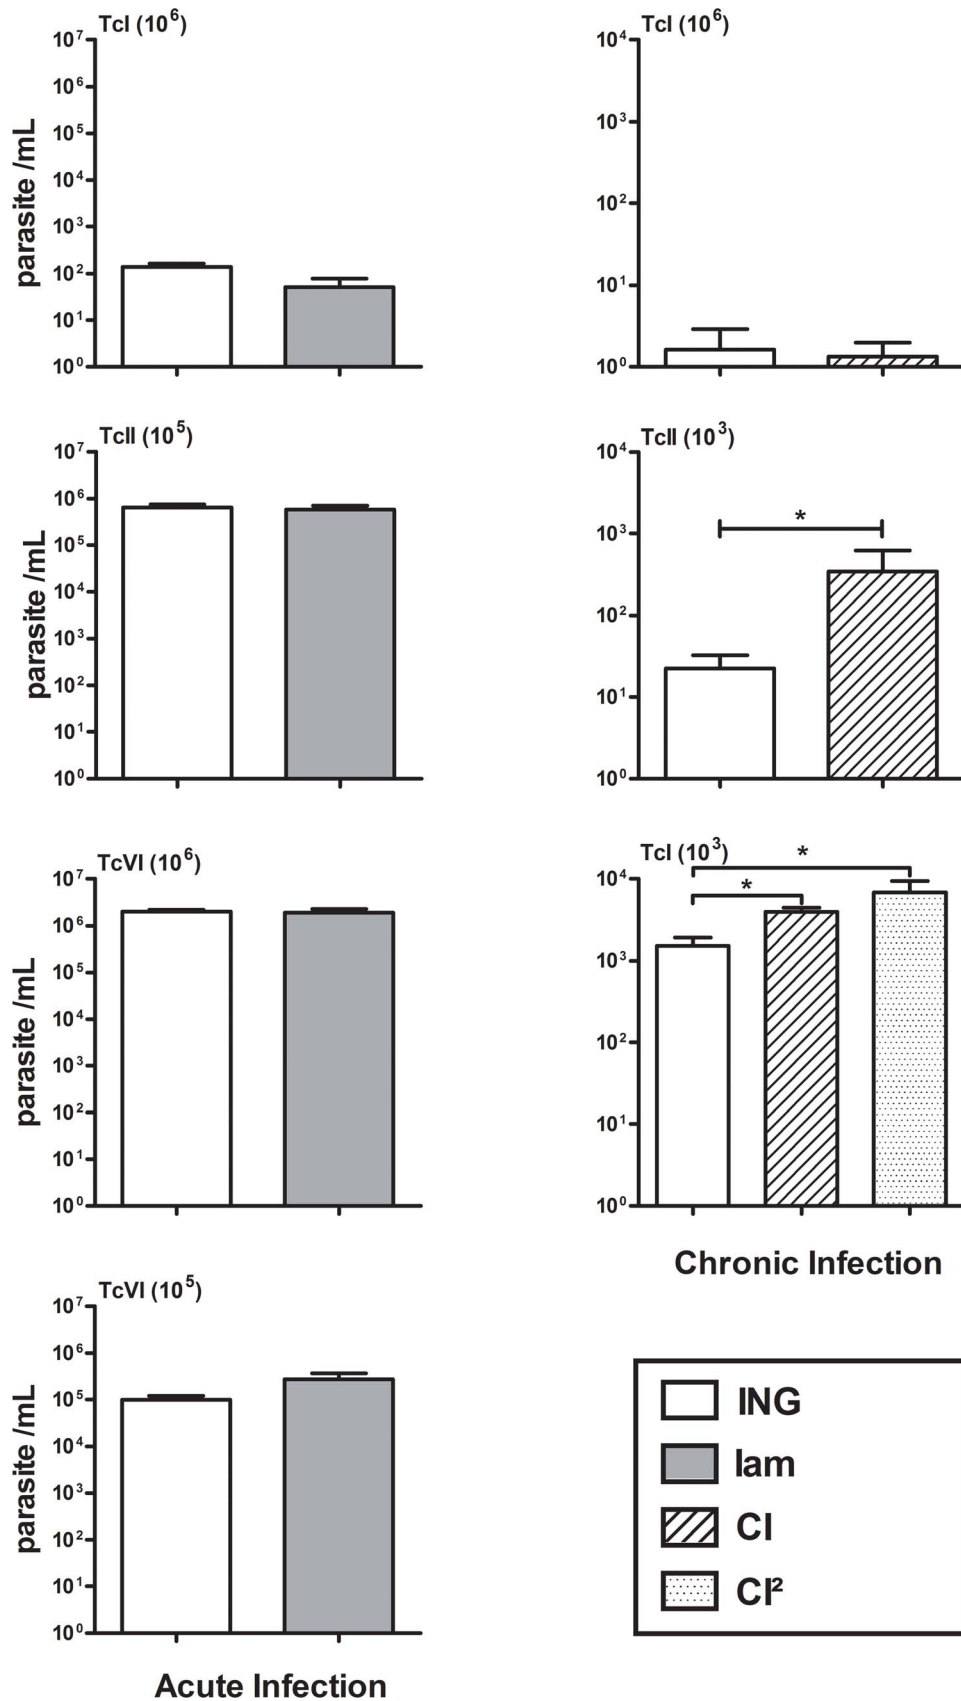 TcI (10⁶)
parasite /mL
10⁷
10⁶
10⁵
10⁴
10³
10²
10¹
10⁰
TcI (10⁶)
10⁴
10³
10²
10¹
10⁰
TcII (10⁵)
parasite /mL
10⁷
10⁶
10⁵
10⁴
10³
10²
10¹
10⁰
TcII (10³)
10⁴
10³
10²
10¹
10⁰
*
TcVI (10⁶)
parasite /mL
10⁷
10⁶
10⁵
10⁴
10³
10²
10¹
10⁰
TcI (10³)
10⁴
10³
10²
10¹
10⁰
*
*
Chronic Infection
TcVI (10⁵)
parasite /mL
10⁷
10⁶
10⁵
10⁴
10³
10²
10¹
10⁰
Acute Infection
ING
Iam
CI
CI²